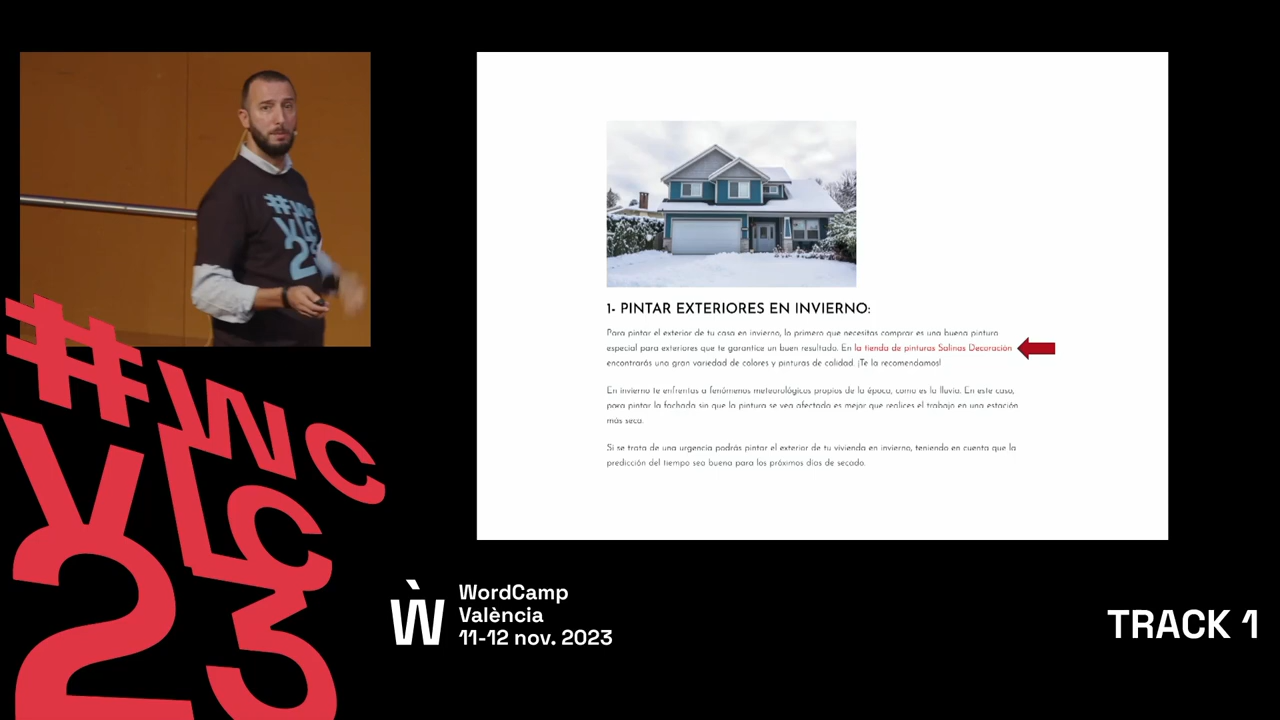 #WC
VLC
23
1- PINTAR EXTERIORES EN INVIERNO:
Para pintar el exterior de tu casa en invierno, lo primero que necesitas comprar es una buena pintura
especial para exteriores que te garantice un buen resultado. En la tienda de pinturas Salinas Decoración
encontrarás una gran variedad de colores y pinturas de calidad. ¡Te la recomendamos!
En invierno te enfrentas a fenómenos meteorológicos propios de la época, como es la lluvia. En este caso,
para pintar la fachada sin que la pintura se vea afectada es mejor que realices el trabajo en una estación
más seca.
Si se trata de una urgencia podrás pintar el exterior de tu vivienda en invierno, teniendo en cuenta que la
predicción del tiempo sea buena para los próximos días de secado.
#WC
VLC
23
Ẁ WordCamp
València
11-12 nov. 2023
TRACK 1